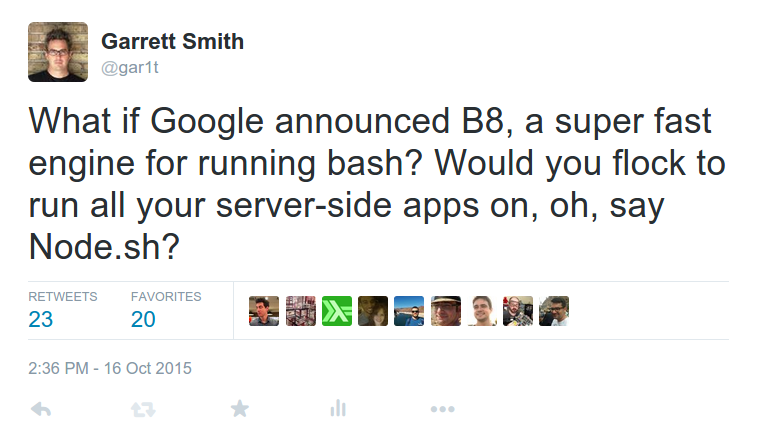 Garrett Smith
@gar1t
What if Google announced B8, a super fast
engine for running bash? Would you flock to
run all your server-side apps on, oh, say
Node.sh?
RETWEETS FAVORITES
23 20
2:36 PM - 16 Oct 2015